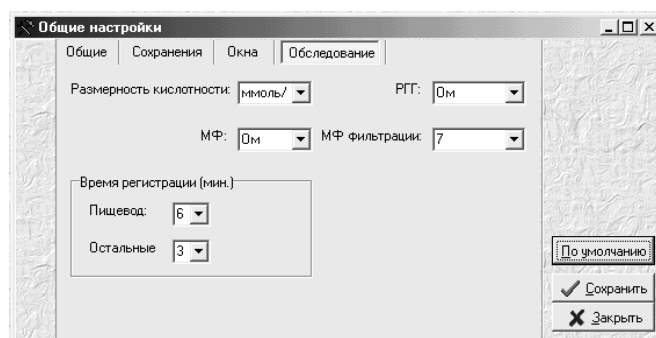 Общие настройки
Общие Сохранения Окна Обследование
Размерность кислотности: ммоль/ РГГ: Ом
МФ: Ом МФ фильтрации: 7
Время регистрации (мин.)
Пищевод: 6
Остальные 3
По умолчанию
Сохранить
Закрыть